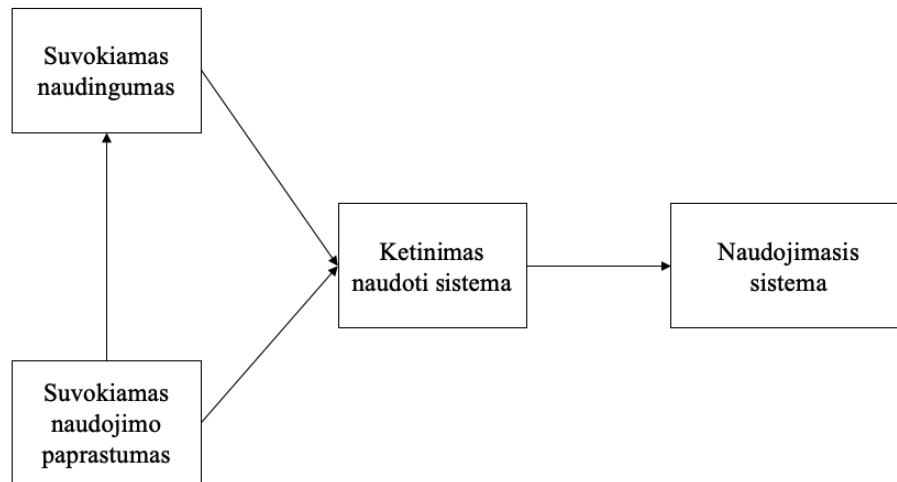 Suvokiamas
naudingumas
Ketinimas
naudoti sistema
Naudojimasis
sistema
Suvokiamas
naudojimo
paprastumas